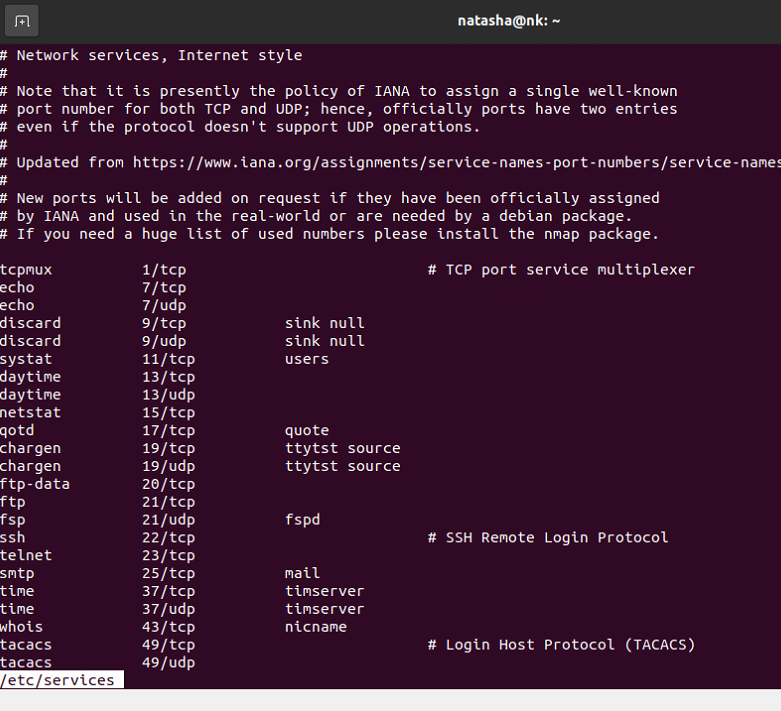 natasha@nk: ~
# Network services, Internet style
#
# Note that it is presently the policy of IANA to assign a single well-known
# port number for both TCP and UDP; hence, officially ports have two entries
# even if the protocol doesn't support UDP operations.
#
# Updated from https://www.iana.org/assignments/service-names-port-numbers/service-names
#
# New ports will be added on request if they have been officially assigned
# by IANA and used in the real-world or are needed by a debian package.
# If you need a huge list of used numbers please install the nmap package.
tcpmux 1/tcp # TCP port service multiplexer
echo 7/tcp
echo 7/udp
discard 9/tcp sink null
discard 9/udp sink null
systat 11/tcp users
daytime 13/tcp
daytime 13/udp
netstat 15/tcp
qotd 17/tcp quote
chargen 19/tcp ttytst source
chargen 19/udp ttytst source
ftp-data 20/tcp
ftp 21/tcp
fsp 21/udp fspd
ssh 22/tcp # SSH Remote Login Protocol
telnet 23/tcp
smtp 25/tcp mail
time 37/tcp timserver
time 37/udp timserver
whois 43/tcp nicname
tacacs 49/tcp # Login Host Protocol (TACACS)
tacacs 49/udp
/etc/services